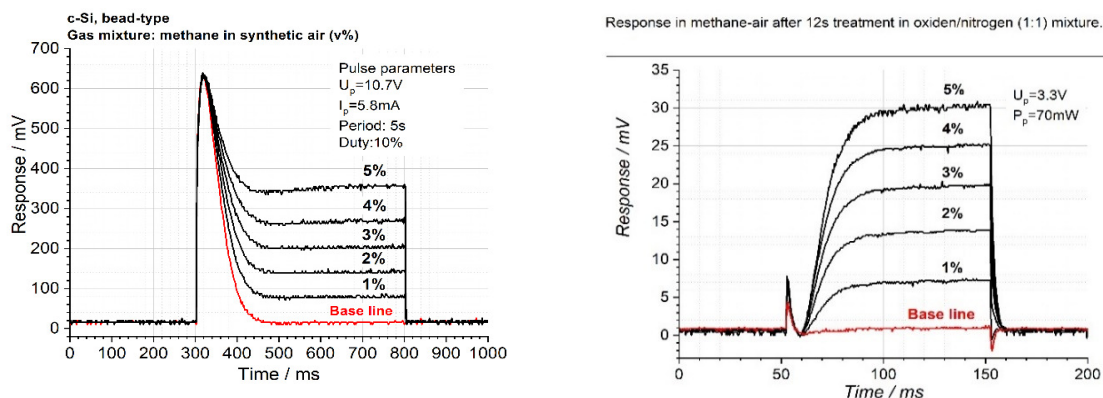 c-Si, bead-type
Gas mixture: methane in synthetic air (v%)
700
600
500
400
300
200
100
0
Response / mV
Pulse parameters
Up=10.7V
Ip=5.8mA
Period: 5s
Duty:10%
5%
4%
3%
2%
1%
Base line
0 100 200 300 400 500 600 700 800 900 1000
Time / ms
Response in methane-air after 12s treatment in oxiden/nitrogen (1:1) mixture.
35
30
25
20
15
10
5
0
Response / mV
Up=3.3V
Pp=70mW
5%
4%
3%
2%
1%
Base line
0 50 100 150 200
Time / ms